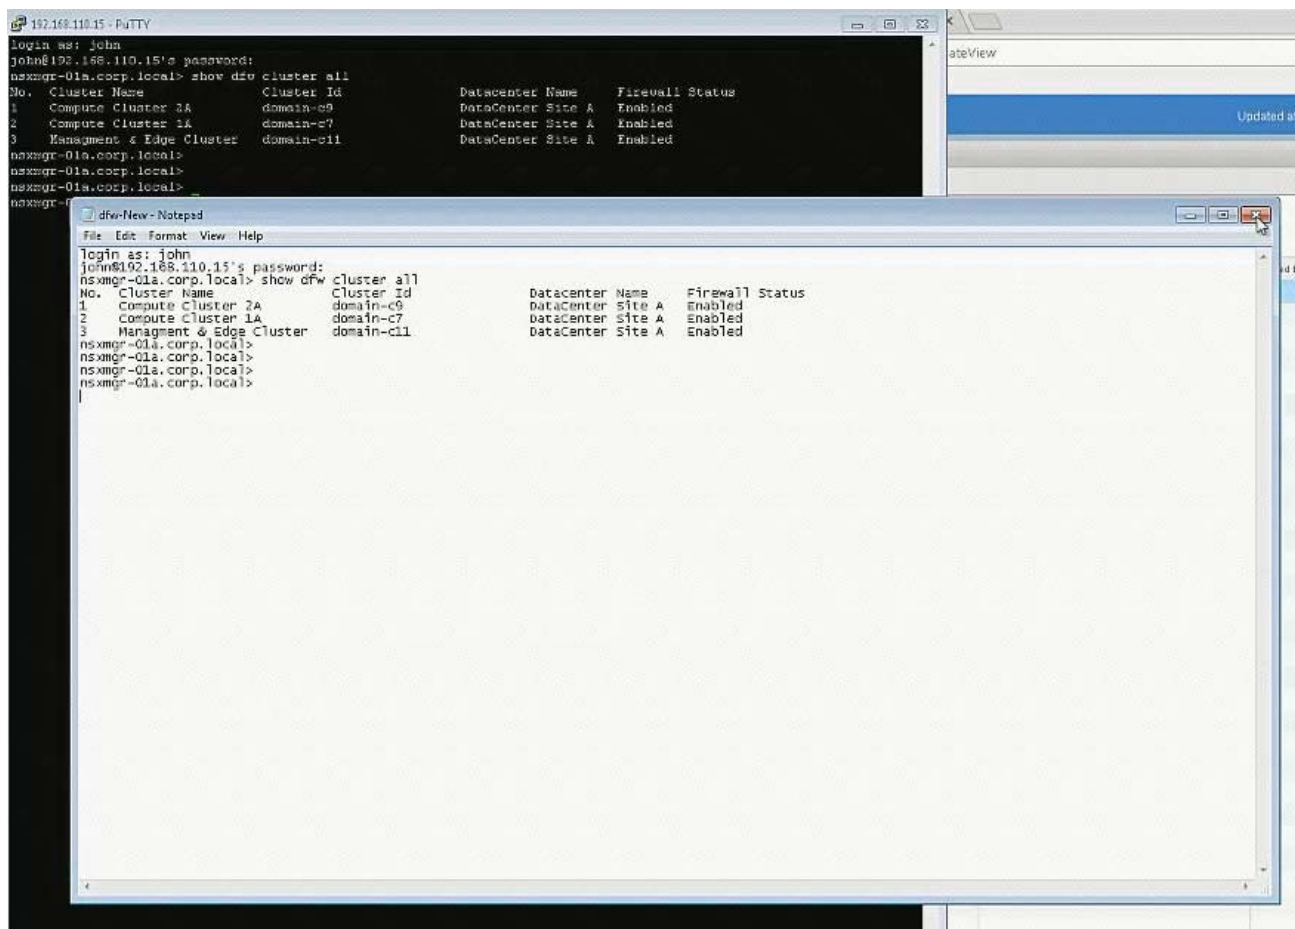 192.168.110.15 - PuTTY
login as: john
john@192.168.110.15's password:
nsxmgr-01a.corp.local> show dfw cluster all
No. Cluster Name Cluster Id Datacenter Name Firewall Status
1 Compute Cluster 2A domain-c9 DataCenter Site A Enabled
2 Compute Cluster 1A domain-c7 DataCenter Site A Enabled
3 Managment & Edge Cluster domain-c11 DataCenter Site A Enabled
nsxmgr-01a.corp.local>
nsxmgr-01a.corp.local>
nsxmgr-01a.corp.local>
nsxmgr-0
ateView
Updated at
dfw-New - Notepad
File Edit Format View Help
login as: john
john@192.168.110.15's password:
nsxmgr-01a.corp.local> show dfw cluster all
No. Cluster Name Cluster Id Datacenter Name Firewall Status
1 Compute Cluster 2A domain-c9 DataCenter Site A Enabled
2 Compute Cluster 1A domain-c7 DataCenter Site A Enabled
3 Managment & Edge Cluster domain-c11 DataCenter Site A Enabled
nsxmgr-01a.corp.local>
nsxmgr-01a.corp.local>
nsxmgr-01a.corp.local>
nsxmgr-01a.corp.local>